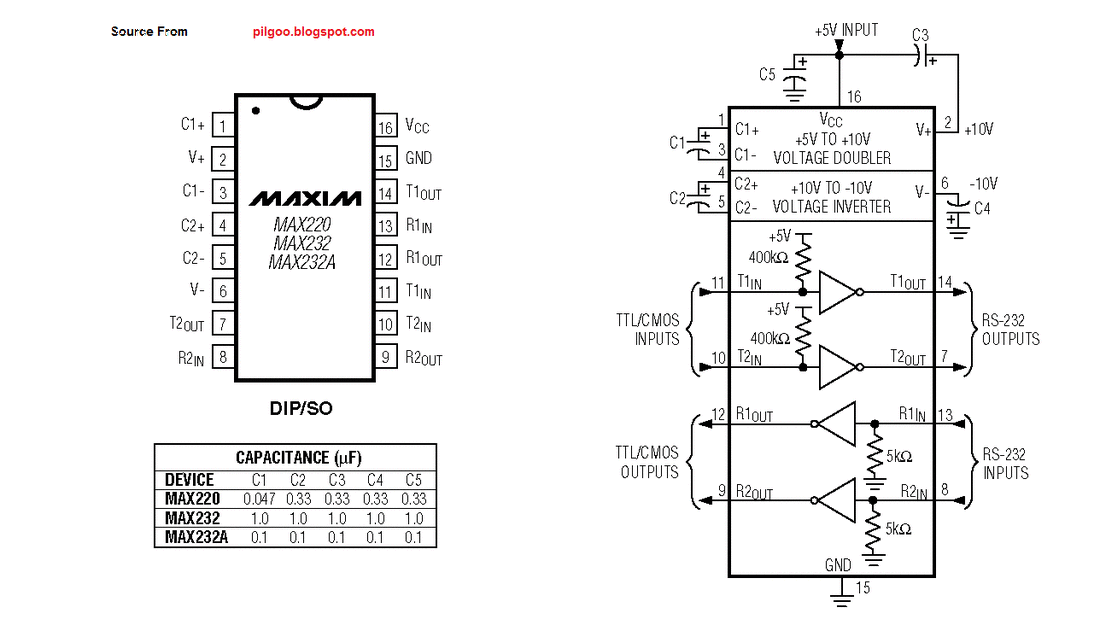 Source From pilgoo.blogspot.com
C1+ 1
V+ 2
C1- 3
C2+ 4
C2- 5
V- 6
T2OUT 7
R2IN 8
MAXIM
MAX220
MAX232
MAX232A
16 VCC
15 GND
14 T1OUT
13 R1IN
12 R1OUT
11 T1IN
10 T2IN
9 R2OUT
DIP/SO
CAPACITANCE (μF)
DEVICE C1 C2 C3 C4 C5
MAX220 0.047 0.33 0.33 0.33 0.33
MAX232 1.0 1.0 1.0 1.0 1.0
MAX232A 0.1 0.1 0.1 0.1 0.1
+5V INPUT
C3
+
C5 +
16
VCC
1 C1+
C1 +
3 C1-
+5V TO +10V
VOLTAGE DOUBLER
V+ 2 +10V
4 C2+
C2 +
5 C2-
+10V TO -10V
VOLTAGE INVERTER
V- 6 -10V
C4
+
+5V
400kΩ
11 T1IN
T1OUT 14
+5V
400kΩ
10 T2IN
T2OUT 7
TTL/CMOS
INPUTS
RS-232
OUTPUTS
12 R1OUT
R1IN 13
5kΩ
9 R2OUT
R2IN 8
5kΩ
TTL/CMOS
OUTPUTS
RS-232
INPUTS
GND
15